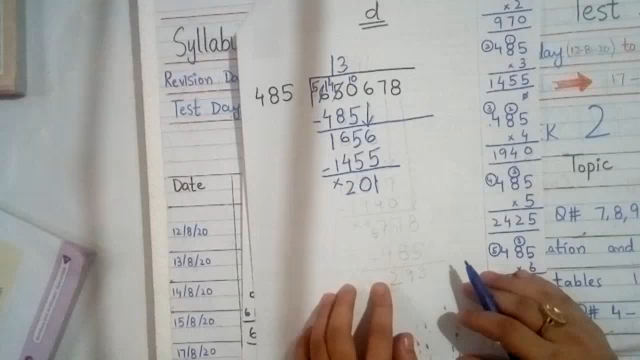 d
13
485 650678
- 485
1656
- 1455
× 201
Syllabu
Revision Da
Test Day
Date
12/8/20
13/8/20
14/8/20
15/8/20
17/8/20
× 2
970
485
× 3
1455
485
× 4
1940
485
× 5
2425
485
× 6
Test
day (12-8-20) to
17-
K 2
Topic
Q# 7,8,9
ation and
tables 1
Q# 4-